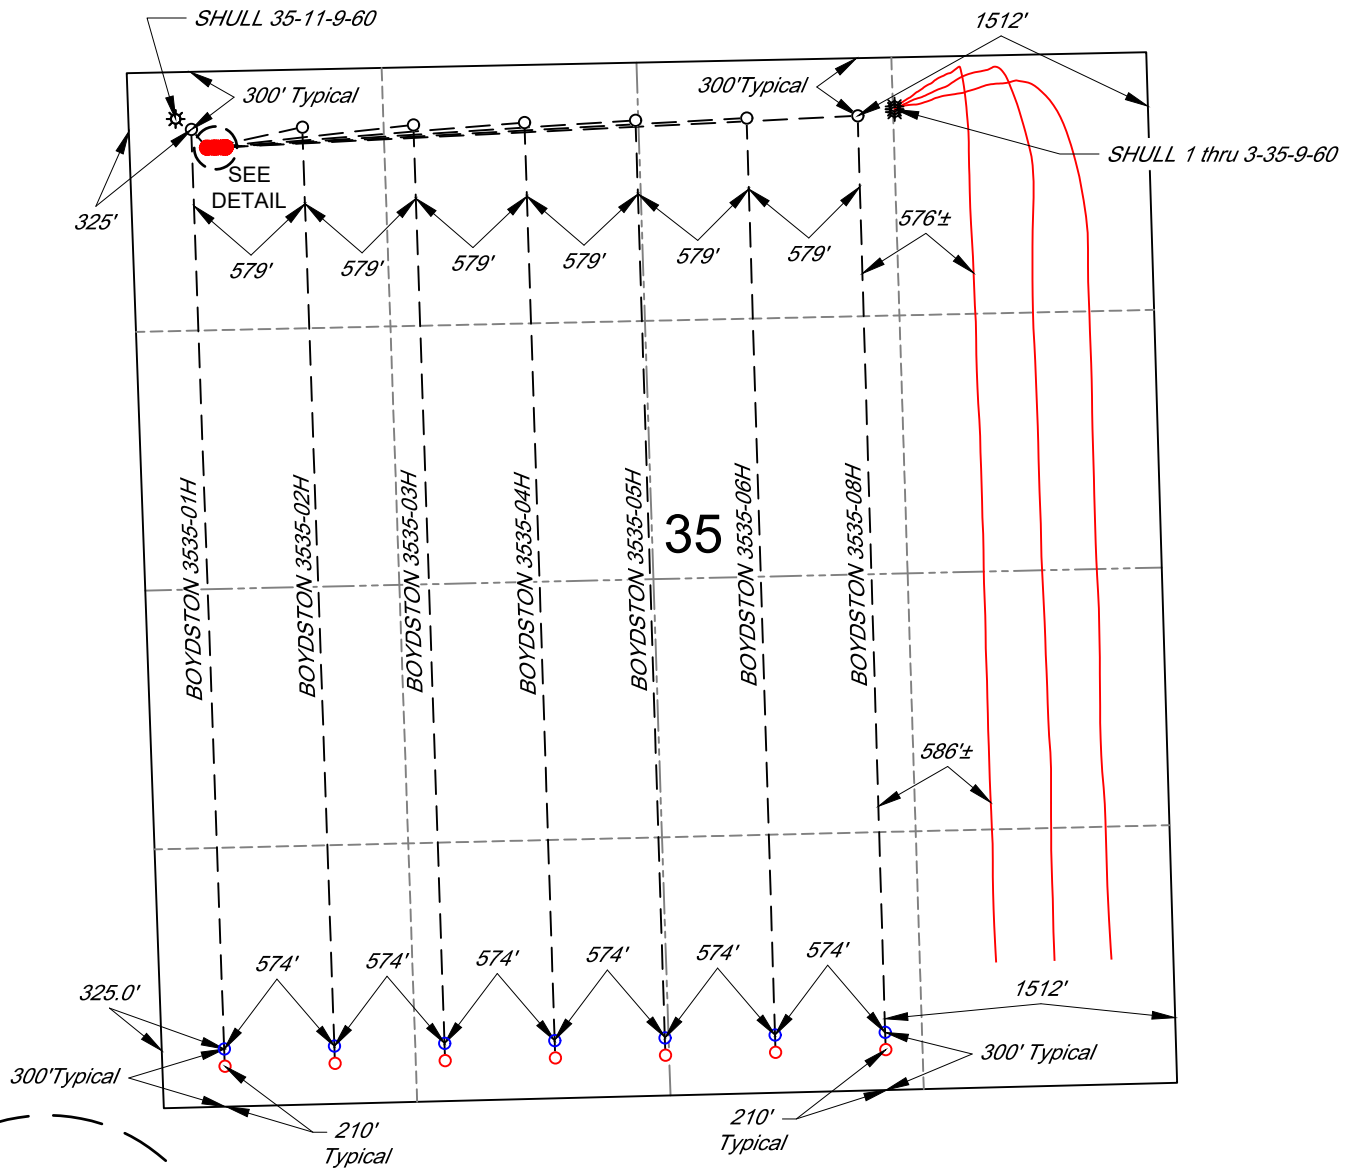 SHULL 35-11-9-60
1512'
300' Typical
300'Typical
SHULL 1 thru 3-35-9-60
SEE
DETAIL
325'
576'±
579'
579'
579'
579'
579'
579'
BOYDSTON 3535-01H
BOYDSTON 3535-02H
BOYDSTON 3535-03H
BOYDSTON 3535-04H
BOYDSTON 3535-05H
35
BOYDSTON 3535-06H
BOYDSTON 3535-08H
586'±
574'
574'
574'
574'
574'
574'
325.0'
1512'
300'Typical
300' Typical
210'
Typical
210'
Typical